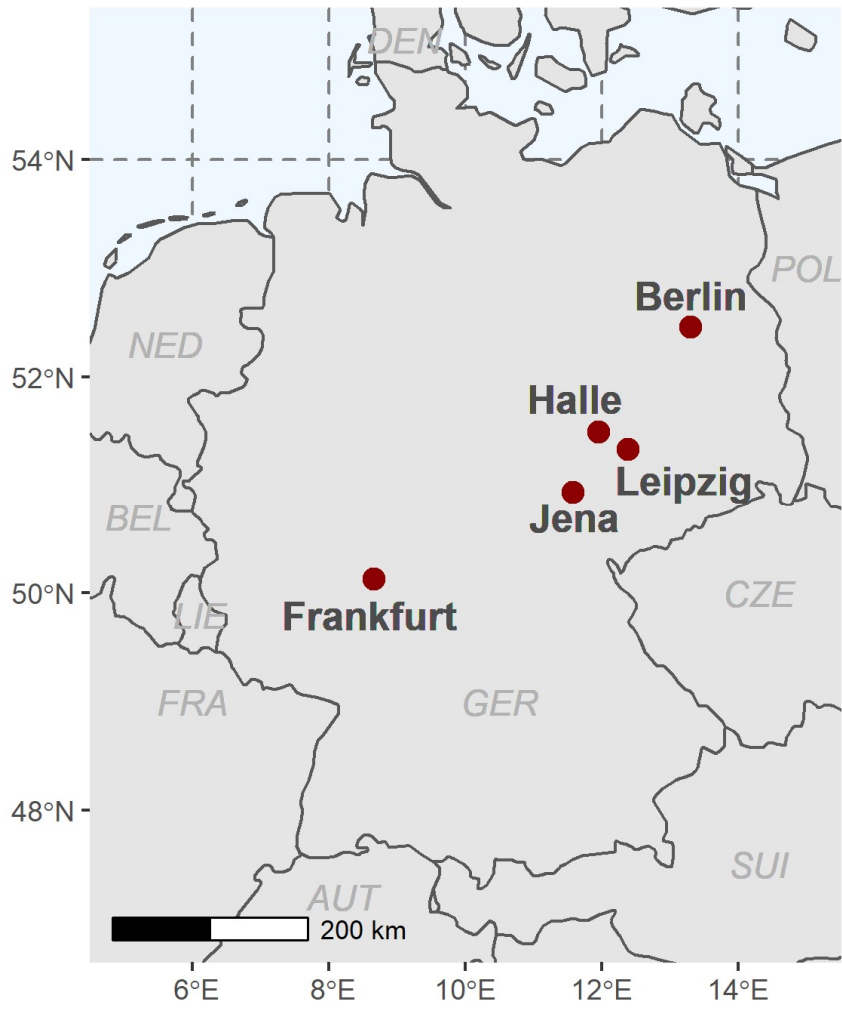 DEN
54°N
POL
Berlin
NED
52°N
Halle
Leipzig
BEL
Jena
50°N
CZE
LIE
Frankfurt
FRA
GER
48°N
SUI
AUT
200 km
6°E
8°E
10°E
12°E
14°E